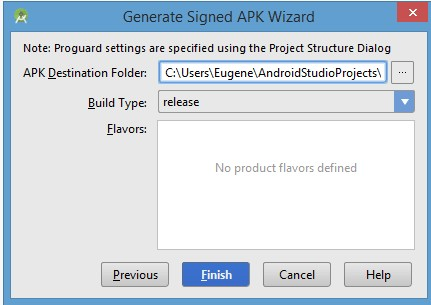 Generate Signed APK Wizard
Note: Proguard settings are specified using the Project Structure Dialog
APK Destination Folder: C:\Users\Eugene\AndroidStudioProjects\ ...
Build Type: release
Flavors:
No product flavors defined
Previous Finish Cancel Help